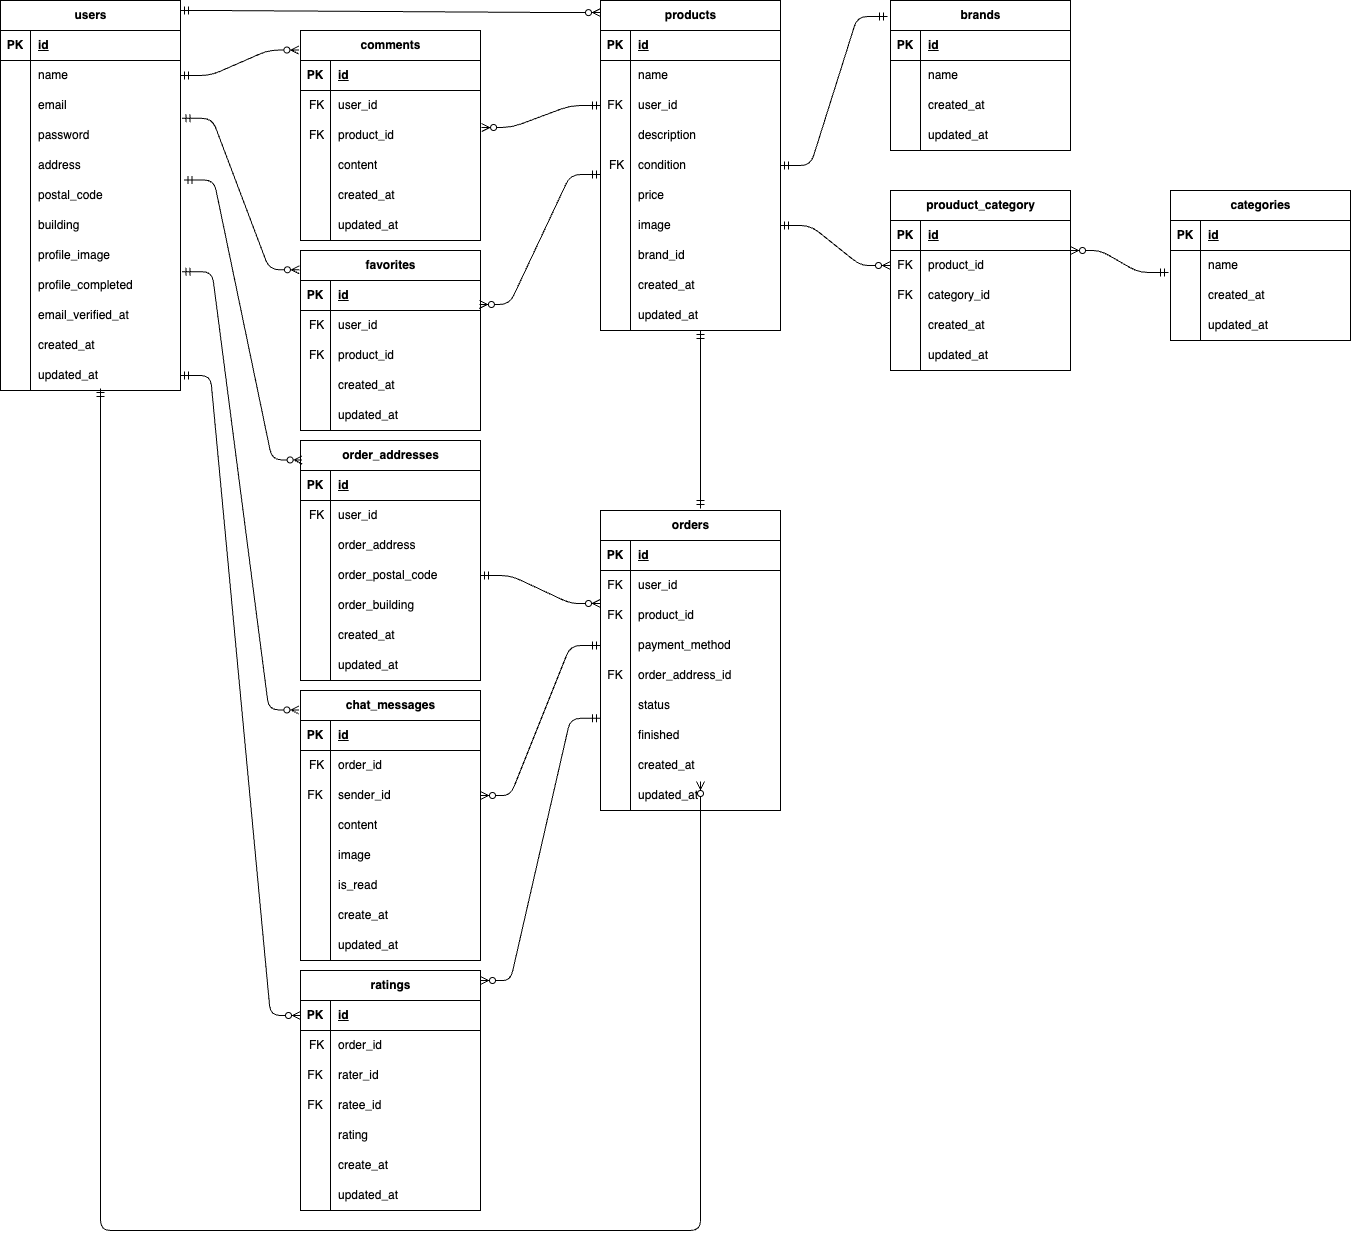 users
PK id
name
email
password
address
postal_code
building
profile_image
profile_completed
email_verified_at
created_at
updated_at
comments
PK id
FK user_id
FK product_id
content
created_at
updated_at
favorites
PK id
FK user_id
FK product_id
created_at
updated_at
order_addresses
PK id
FK user_id
order_address
order_postal_code
order_building
created_at
updated_at
chat_messages
PK id
FK order_id
FK sender_id
content
image
is_read
create_at
updated_at
ratings
PK id
FK order_id
FK rater_id
FK ratee_id
rating
create_at
updated_at
products
PK id
name
FK user_id
description
FK condition
price
image
brand_id
created_at
updated_at
orders
PK id
FK user_id
FK product_id
payment_method
FK order_address_id
status
finished
created_at
updated_at
brands
PK id
name
created_at
updated_at
prouduct_category
PK id
FK product_id
FK category_id
created_at
updated_at
categories
PK id
name
created_at
updated_at